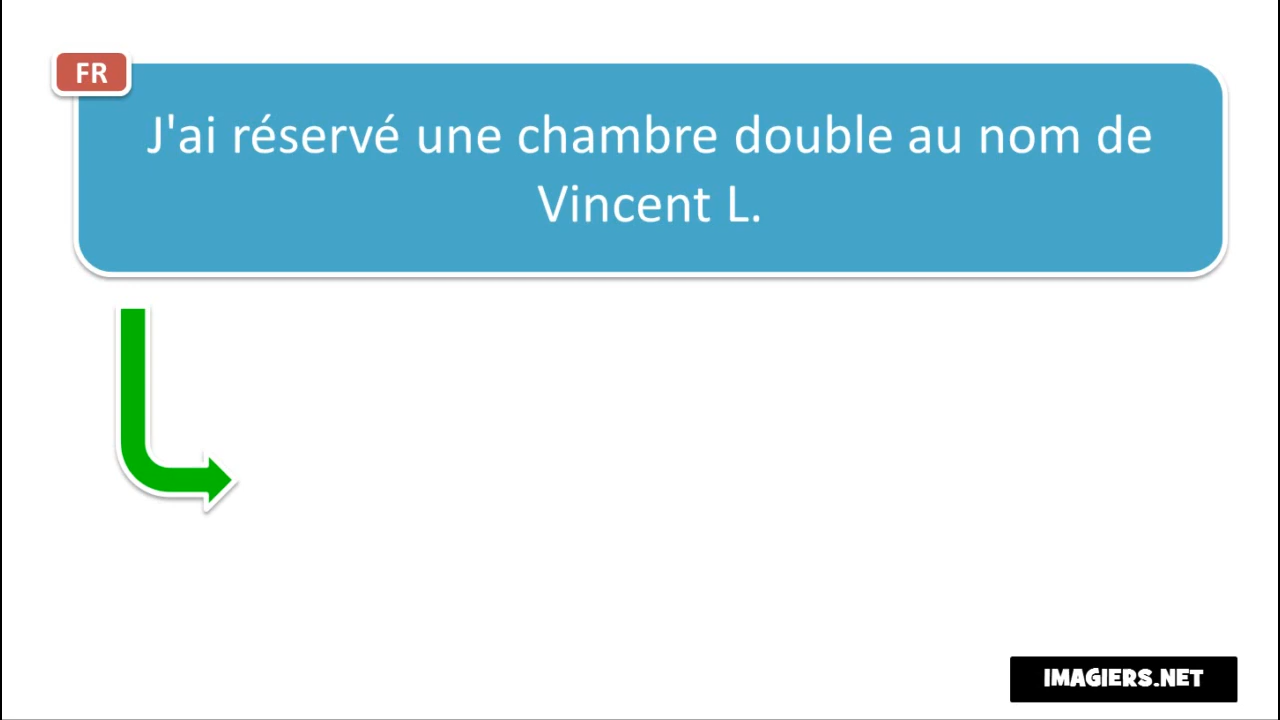 FR
J'ai réservé une chambre double au nom de
Vincent L.
IMAGIERS.NET